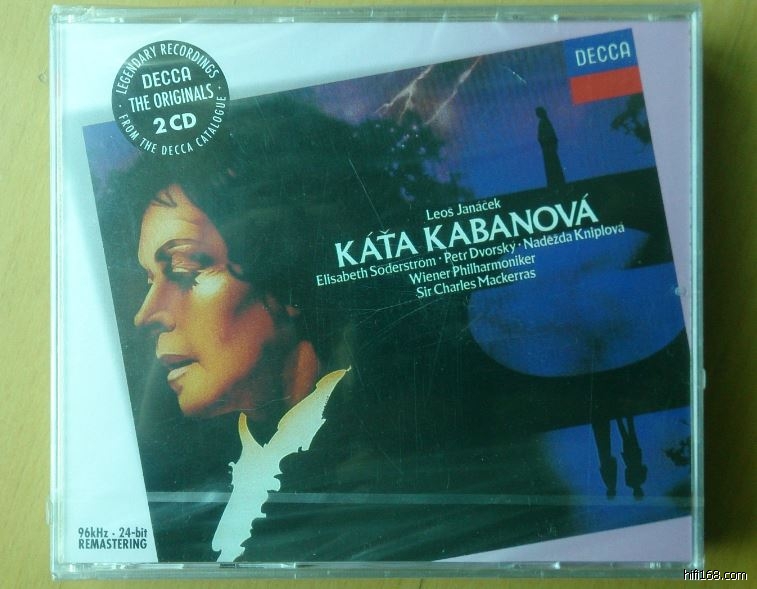 LEGENDARY RECORDINGS
DECCA
THE ORIGINALS
2 CD
FROM THE DECCA CATALOGUE
DECCA
Leoš Janáček
KÁŤA KABANOVÁ
Elisabeth Söderström · Petr Dvorský · Naděžda Kniplová
Wiener Philharmoniker
Sir Charles Mackerras
96kHz · 24-bit
REMASTERING
hifi168.com